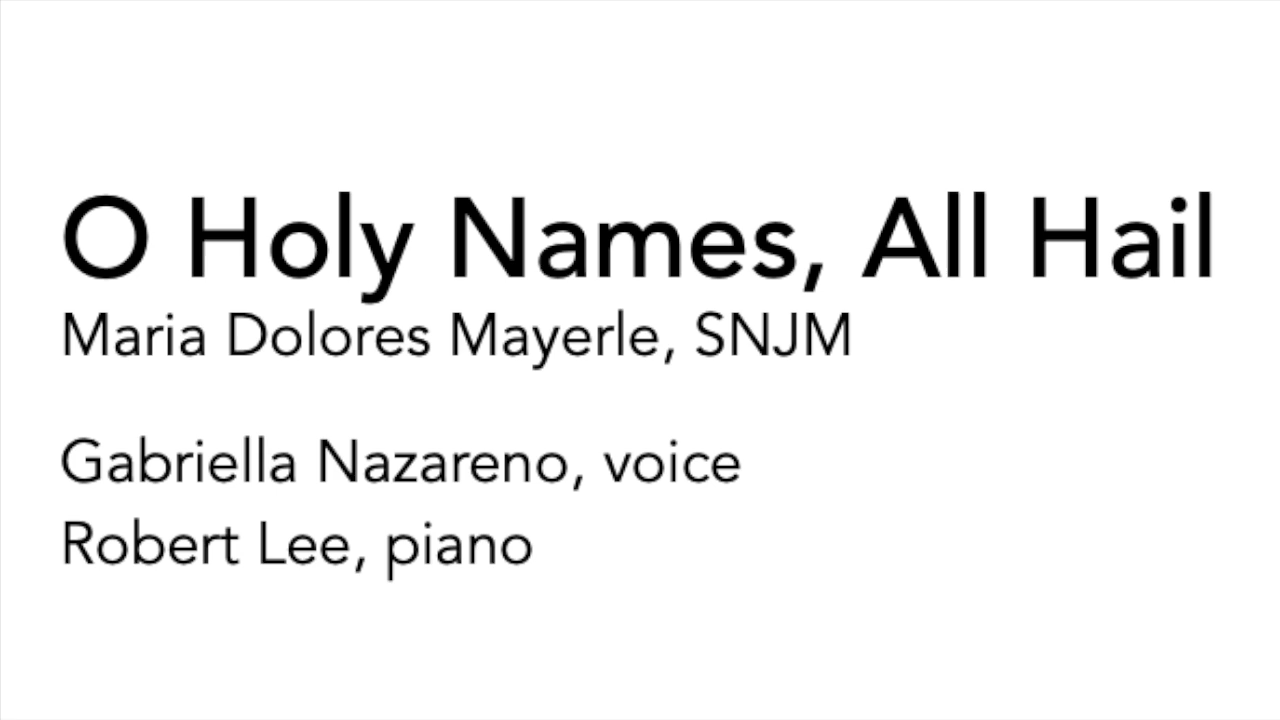 O Holy Names, All Hail
Maria Dolores Mayerle, SNJM
Gabriella Nazareno, voice
Robert Lee, piano